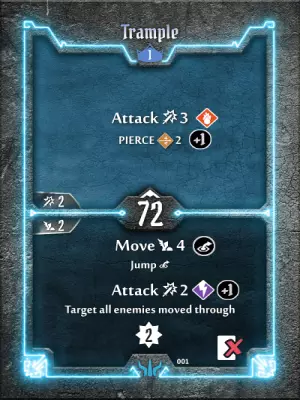 Trample
1
Attack 3
PIERCE 2 +1
2
72
2
Move 4
Jump
Attack 2 +1
Target all enemies moved through
2
001